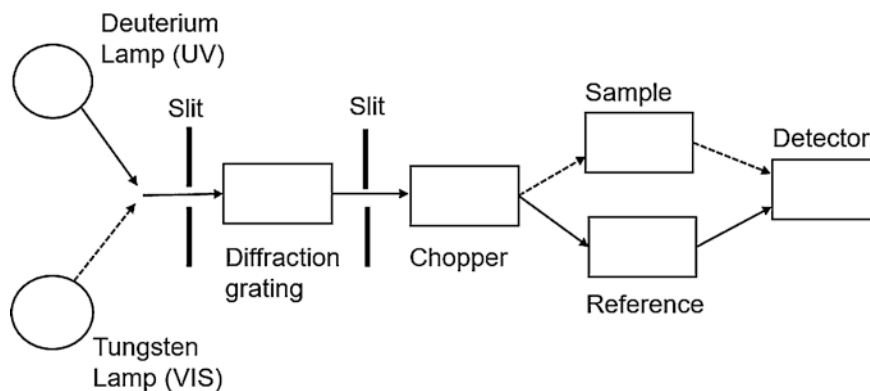 Deuterium
Lamp (UV)
Slit
Slit
Sample
Detector
Diffraction
grating
Chopper
Reference
Tungsten
Lamp (VIS)